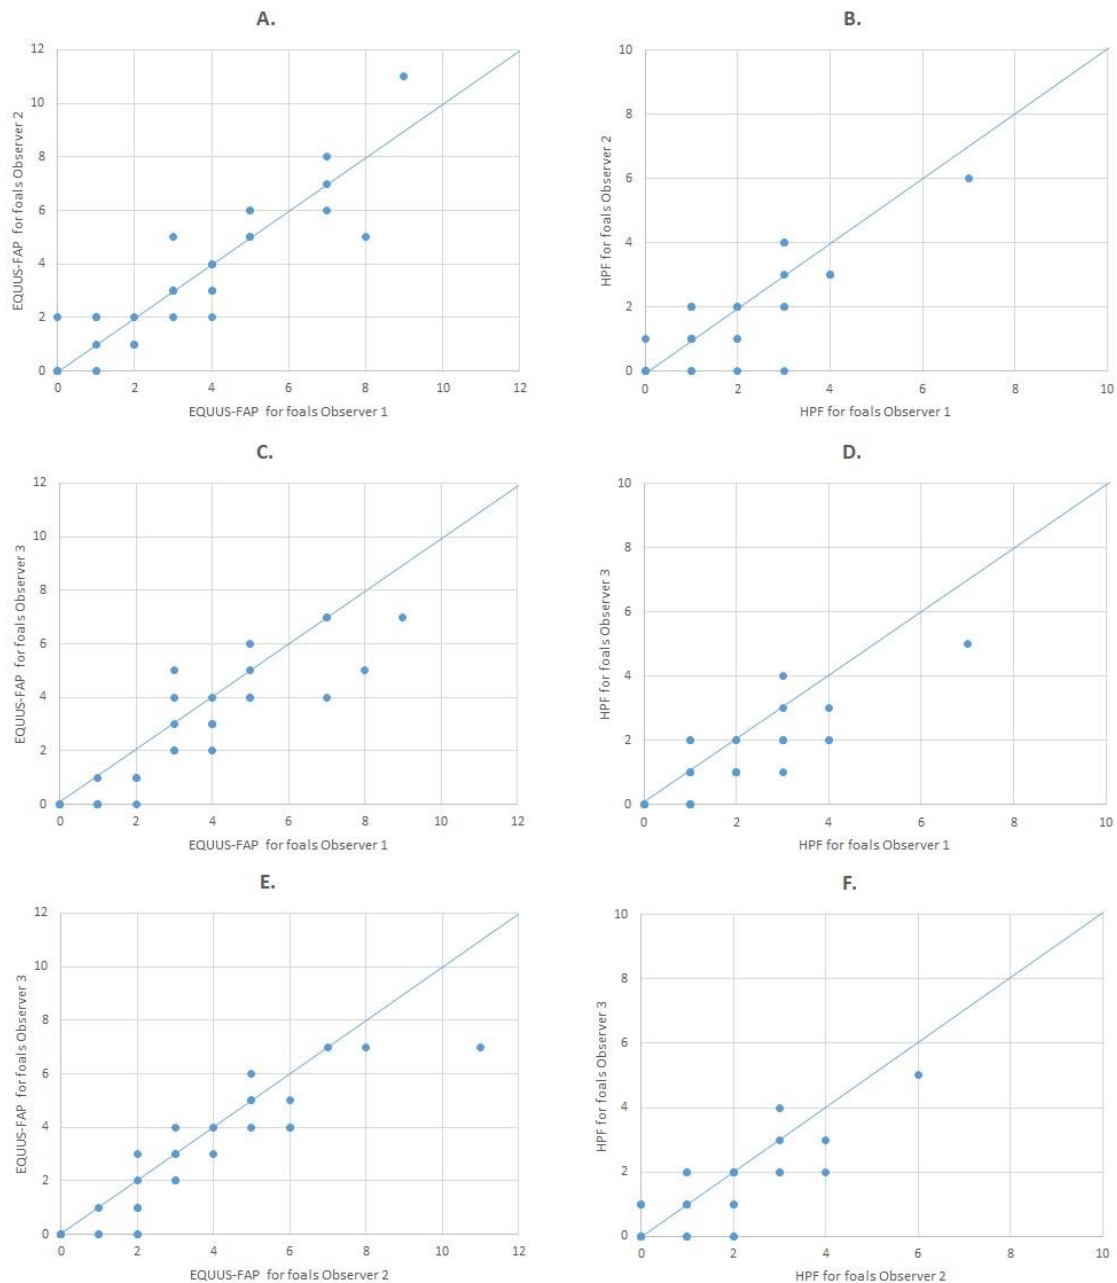 A.
12
10
8
6
4
2
0
0 2 4 6 8 10 12
EQUUS-FAP for foals Observer 2
EQUUS-FAP for foals Observer 1
B.
10
8
6
4
2
0
0 2 4 6 8 10
HPF for foals Observer 2
HPF for foals Observer 1
C.
12
10
8
6
4
2
0
0 2 4 6 8 10 12
EQUUS-FAP for foals Observer 3
EQUUS-FAP for foals Observer 1
D.
10
8
6
4
2
0
0 2 4 6 8 10
HPF for foals Observer 3
HPF for foals Observer 1
E.
12
10
8
6
4
2
0
0 2 4 6 8 10 12
EQUUS-FAP for foals Observer 3
EQUUS-FAP for foals Observer 2
F.
10
8
6
4
2
0
0 2 4 6 8 10
HPF for foals Observer 3
HPF for foals Observer 2